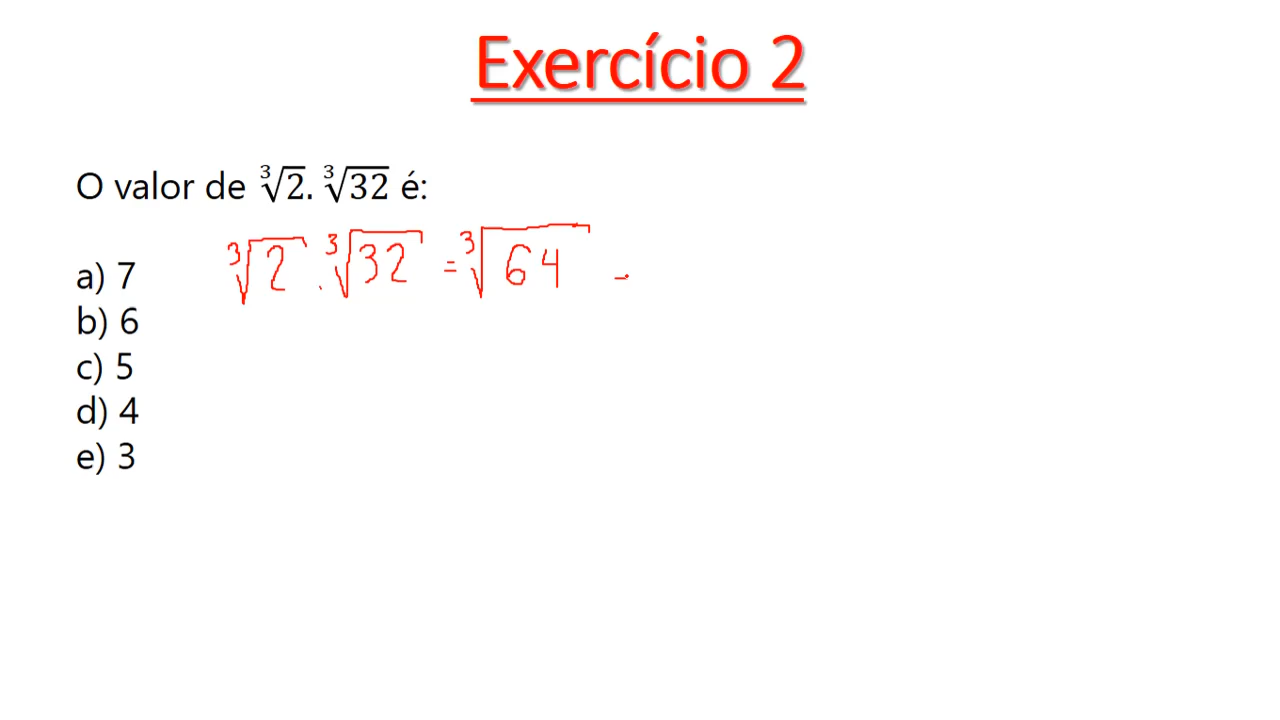 Exercício 2
O valor de ∛2. ∛32 é:
∛2 . ∛32 = ∛64 -
a) 7
b) 6
c) 5
d) 4
e) 3